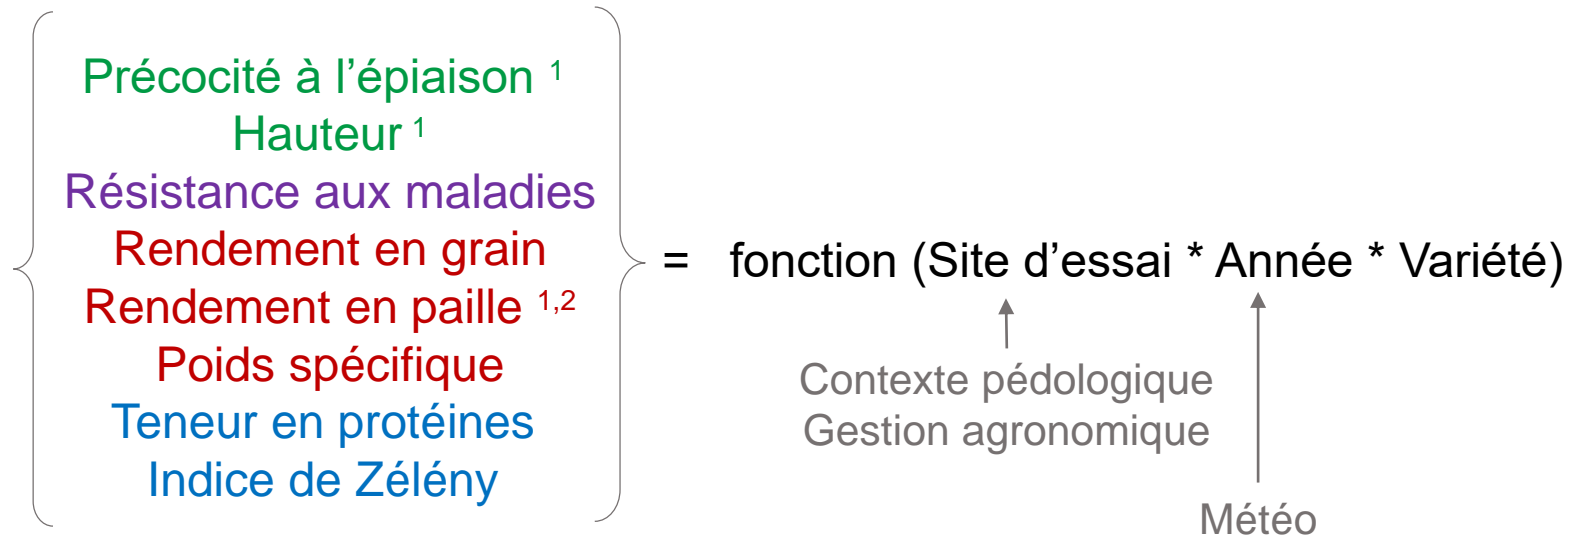 Précocité à l’épiaison ¹
Hauteur ¹
Résistance aux maladies
Rendement en grain
Rendement en paille ¹,²
Poids spécifique
Teneur en protéines
Indice de Zélény
= fonction (Site d’essai * Année * Variété)
Contexte pédologique
Gestion agronomique
Météo